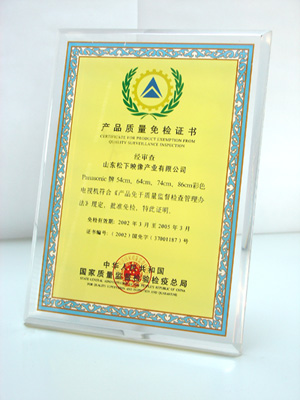 产品质量免检证书
CERTIFICATE FOR PRODUCT EXEMPTION FROM
QUALITY SURVEILLANCE INSPECTION
经审查
山东松下映像产业有限公司
Panasonic 牌 54cm、64cm、74cm、86cm彩色
电视机符合《产品免于质量监督检查管理办
法》规定，批准免检，特此证明。
免检有效期：2002 年 3 月 至 2005 年 3 月
证书编号：（2002）国免字（37001187）号
中华人民共和国
国家质量监督检验检疫总局